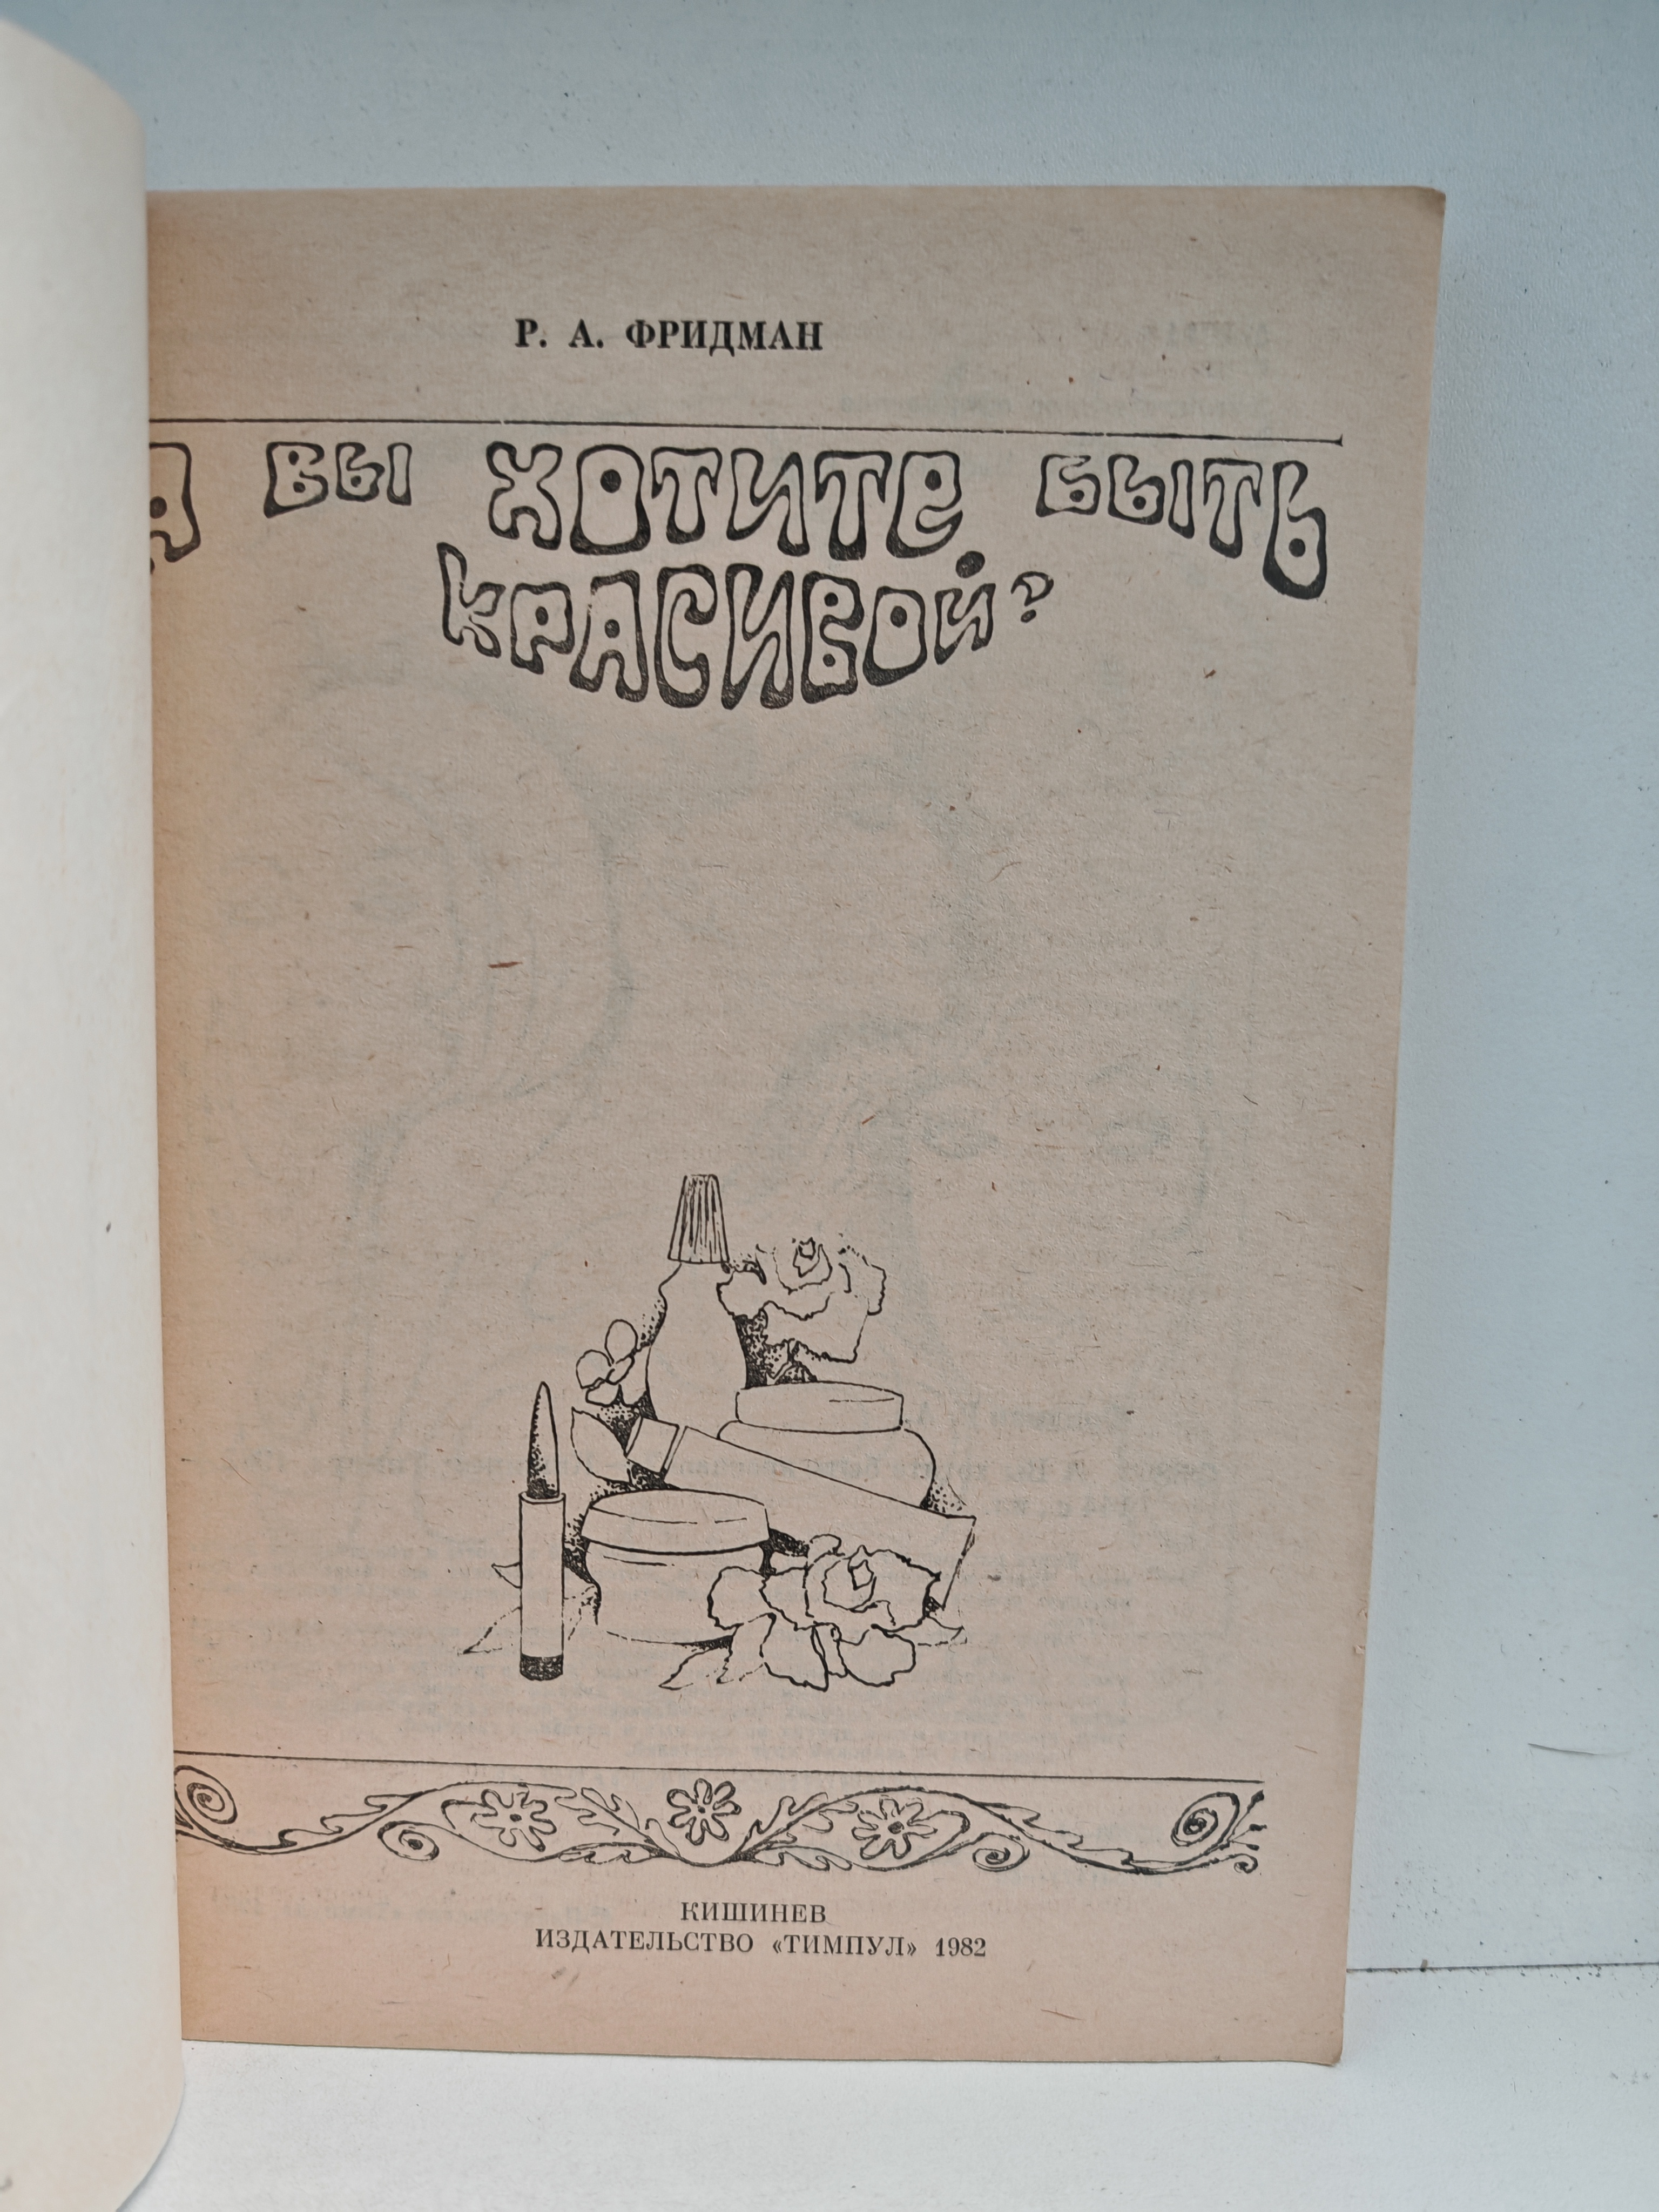 Р. А. ФРИДМАН
А ВЫ ХОТИТЕ БЫТЬ
КРАСИВОЙ?
КИШИНЕВ
ИЗДАТЕЛЬСТВО «ТИМПУЛ» 1982